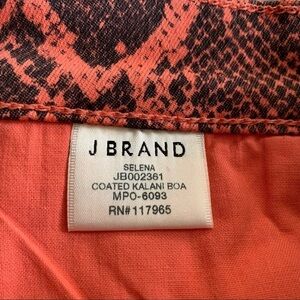 J BRAND
SELENA
JB002361
COATED KALANI BOA
MPO-6093
RN#117965